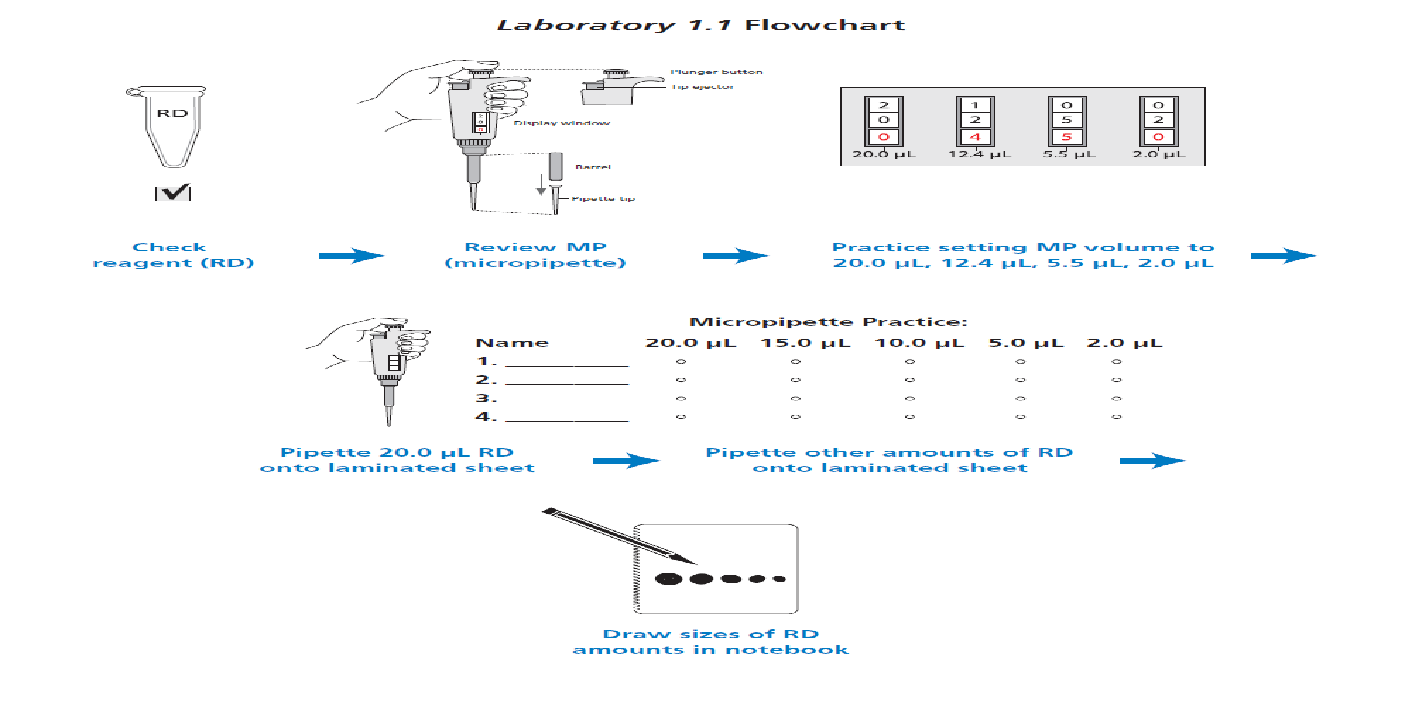 Laboratory 1.1 Flowchart
RD
Plunger button
Tip ejector
Display window
Barrel
Pipette tip
2 1 0 0
0 2 5 2
0 4 5 0
20.0 µL 12.4 µL 5.5 µL 2.0 µL
Check
reagent (RD)
Review MP
(micropipette)
Practice setting MP volume to
20.0 µL, 12.4 µL, 5.5 µL, 2.0 µL
Micropipette Practice:
Name 20.0 µL 15.0 µL 10.0 µL 5.0 µL 2.0 µL
1.
2.
3.
4.
Pipette 20.0 µL RD
onto laminated sheet
Pipette other amounts of RD
onto laminated sheet
Draw sizes of RD
amounts in notebook